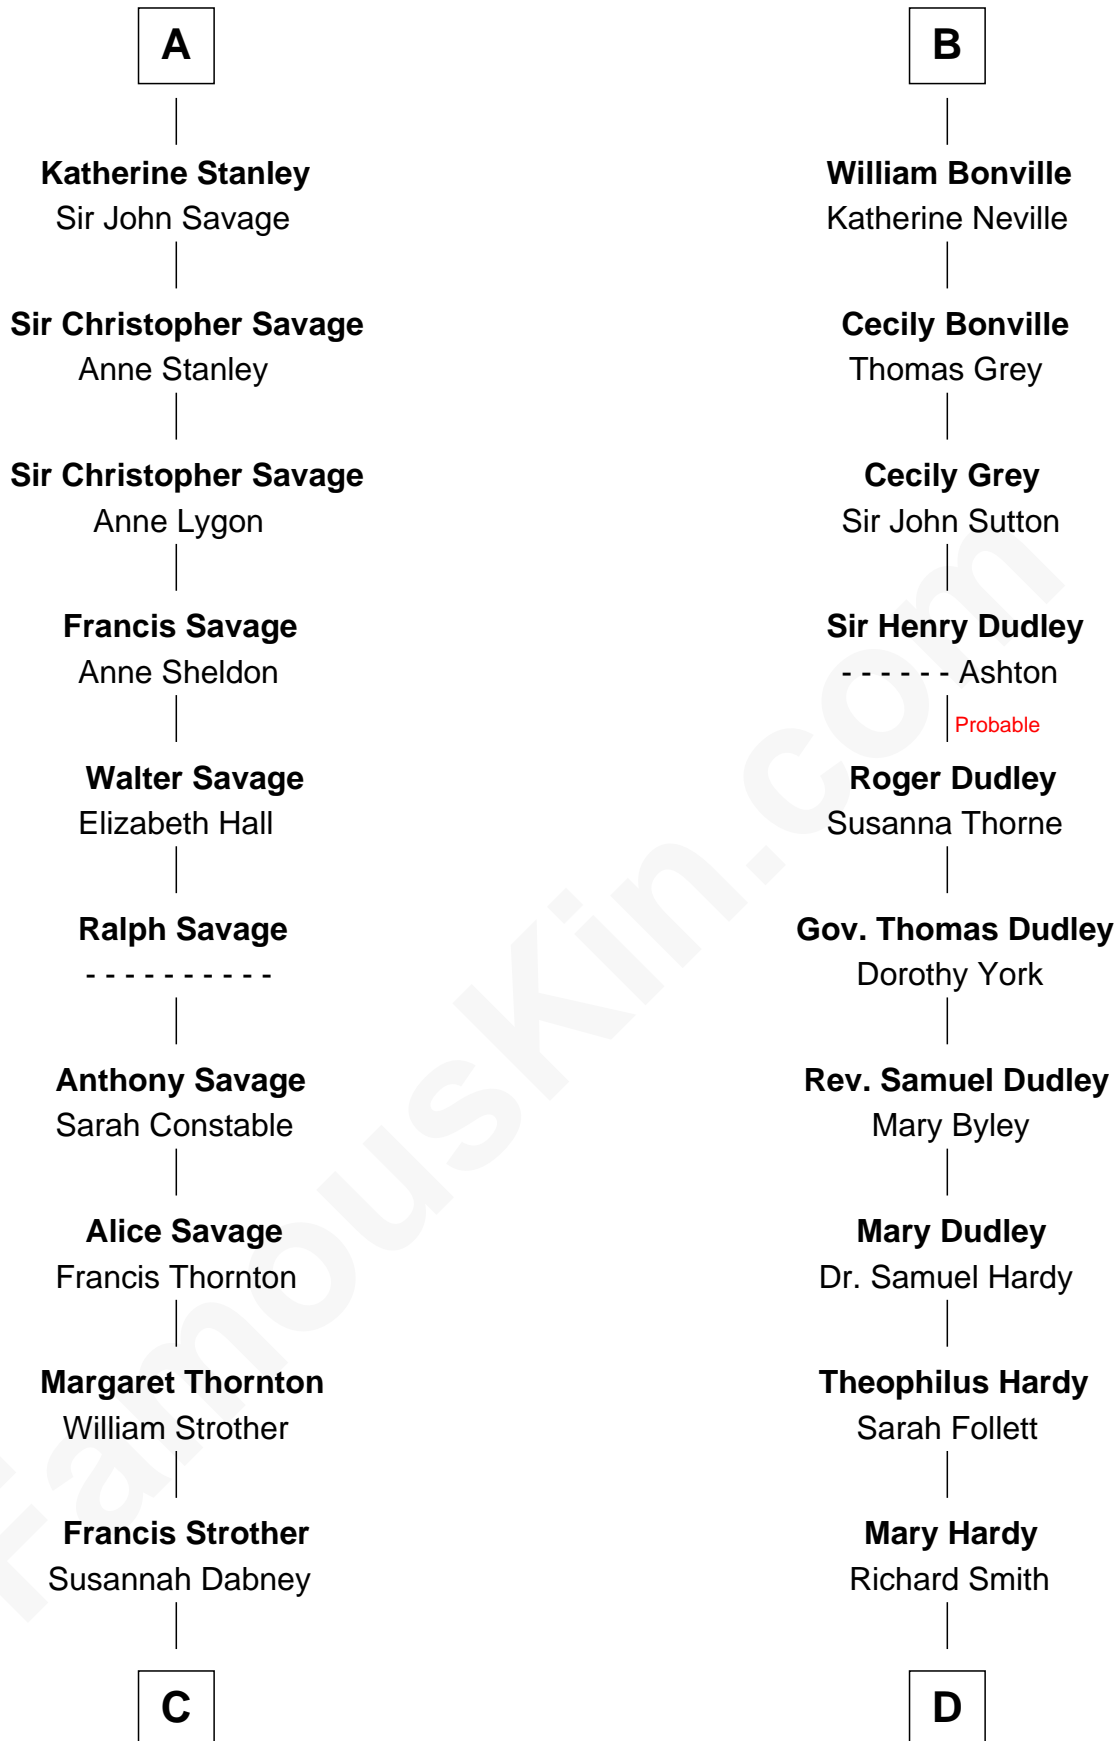 A
Katherine Stanley
Sir John Savage
Sir Christopher Savage
Anne Stanley
Sir Christopher Savage
Anne Lygon
Francis Savage
Anne Sheldon
Walter Savage
Elizabeth Hall
Ralph Savage
- - - - - - - - - -
Anthony Savage
Sarah Constable
Alice Savage
Francis Thornton
Margaret Thornton
William Strother
Francis Strother
Susannah Dabney
C
B
William Bonville
Katherine Neville
Cecily Bonville
Thomas Grey
Cecily Grey
Sir John Sutton
Sir Henry Dudley
- - - - - - Ashton
Probable
Roger Dudley
Susanna Thorne
Gov. Thomas Dudley
Dorothy York
Rev. Samuel Dudley
Mary Byley
Mary Dudley
Dr. Samuel Hardy
Theophilus Hardy
Sarah Follett
Mary Hardy
Richard Smith
D
FamousKin.com